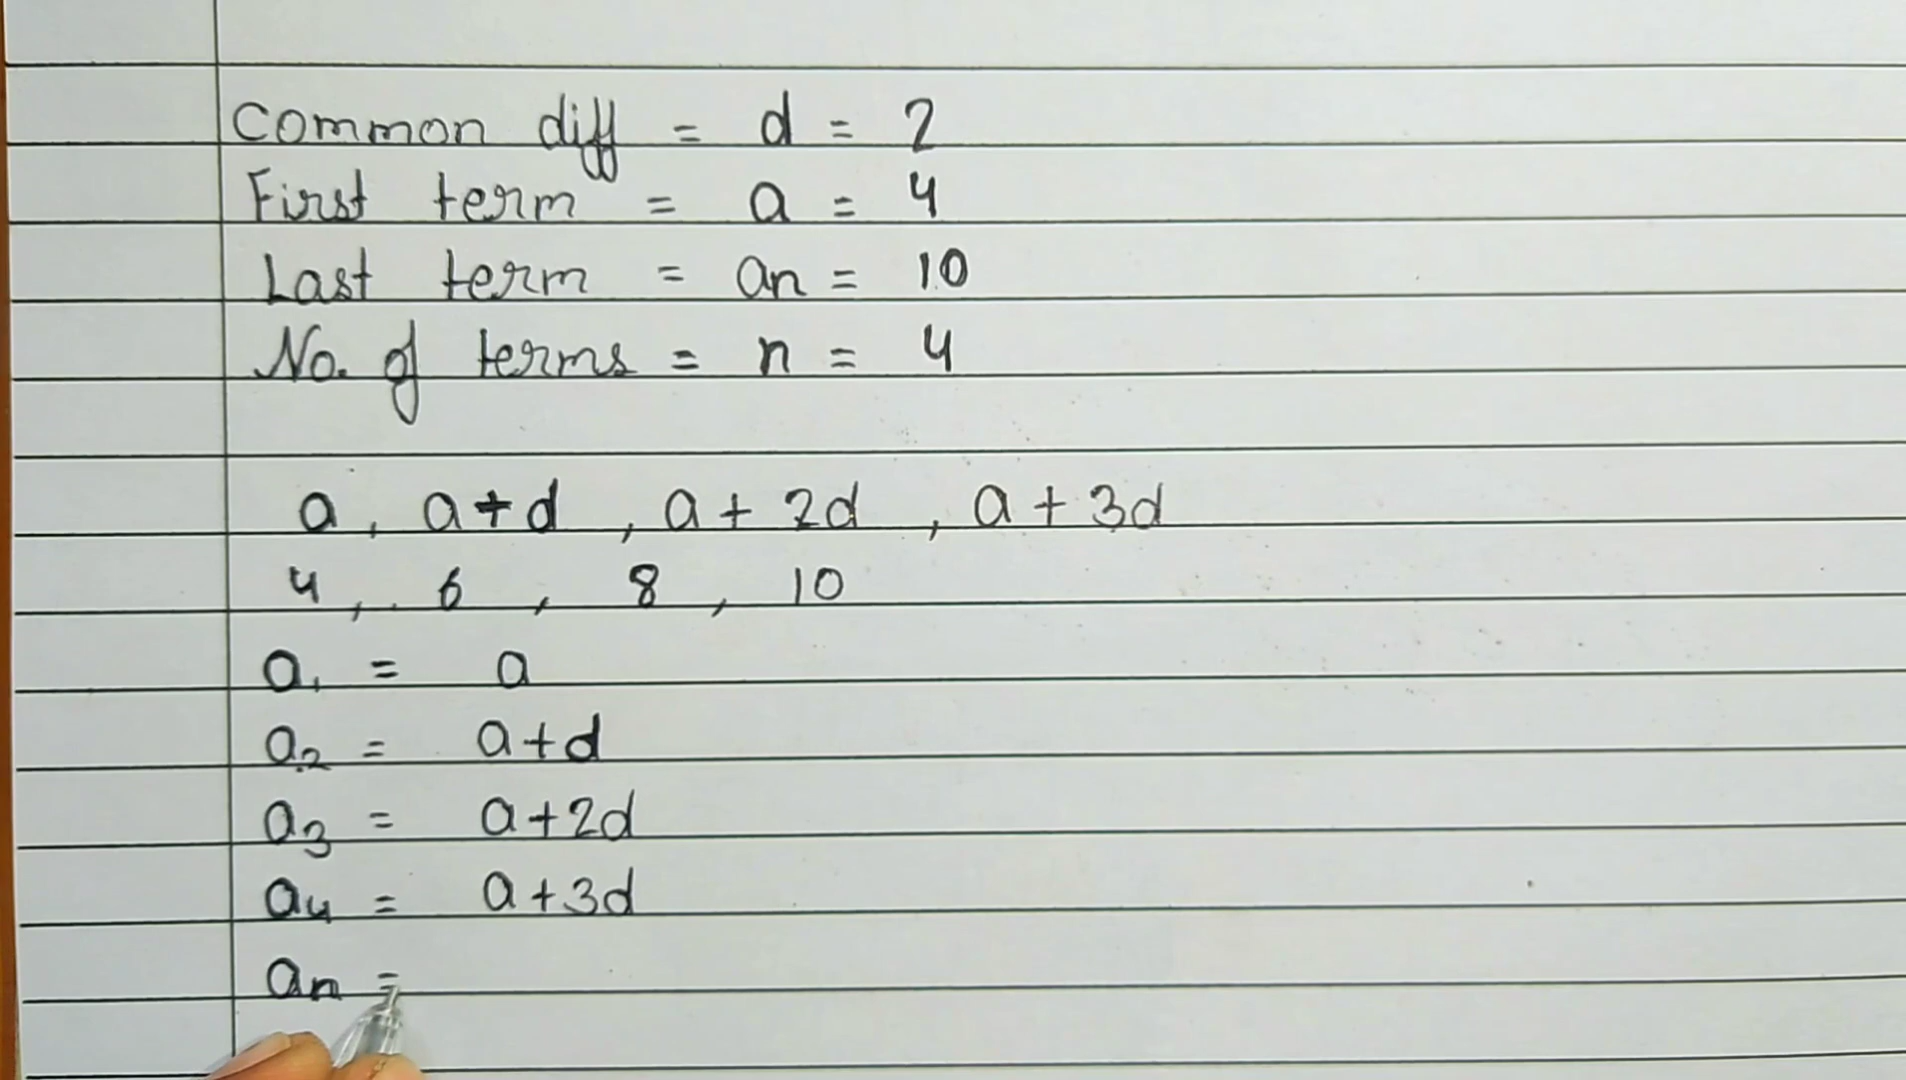 Common diff = d = 2
First term = a = 4
Last term = an = 10
No. of terms = n = 4
a, a+d, a+2d, a+3d
4, 6, 8, 10
a₁ = a
a₂ = a+d
a₃ = a+2d
a₄ = a+3d
an =